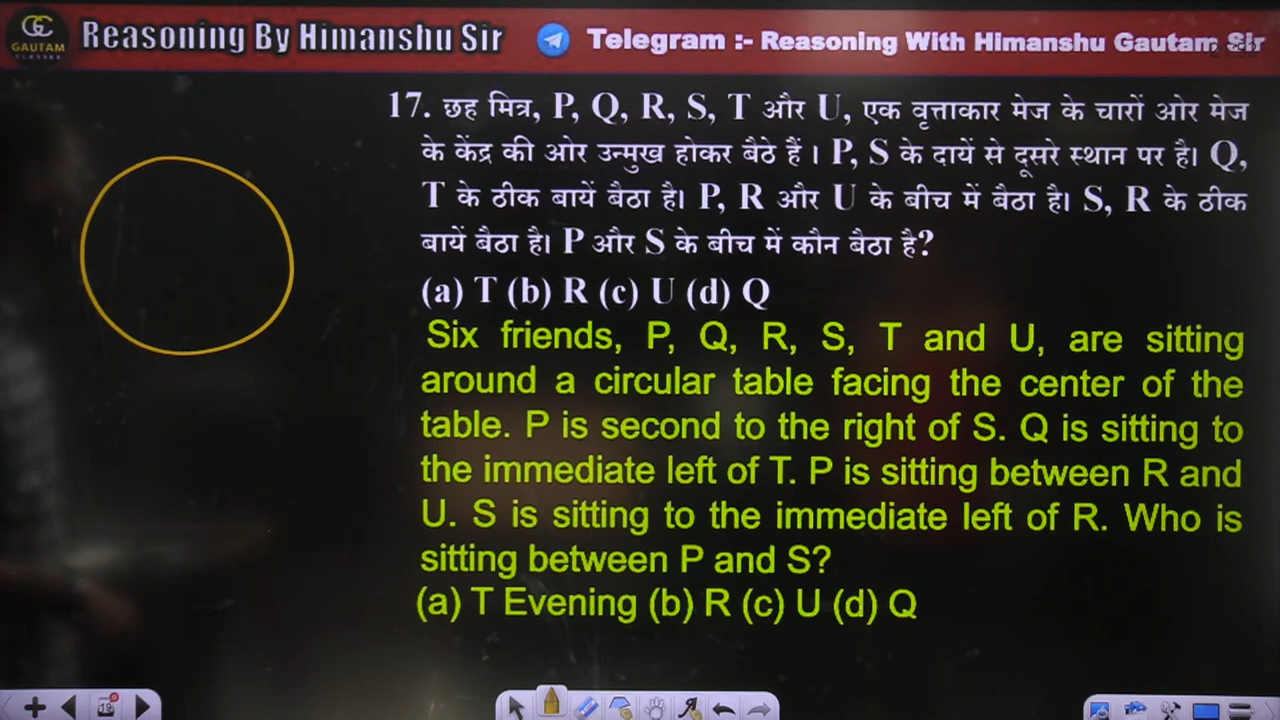 GC
GAUTAM
CLASSES
Reasoning By Himanshu Sir
Telegram :- Reasoning With Himanshu Gautam Sir
17. छह मित्र, P, Q, R, S, T और U, एक वृत्ताकार मेज के चारों ओर मेज
के केंद्र की ओर उन्मुख होकर बैठे हैं । P, S के दायें से दूसरे स्थान पर है। Q,
T के ठीक बायें बैठा है। P, R और U के बीच में बैठा है। S, R के ठीक
बायें बैठा है। P और S के बीच में कौन बैठा है?
(a) T (b) R (c) U (d) Q
Six friends, P, Q, R, S, T and U, are sitting
around a circular table facing the center of the
table. P is second to the right of S. Q is sitting to
the immediate left of T. P is sitting between R and
U. S is sitting to the immediate left of R. Who is
sitting between P and S?
(a) T Evening (b) R (c) U (d) Q
19